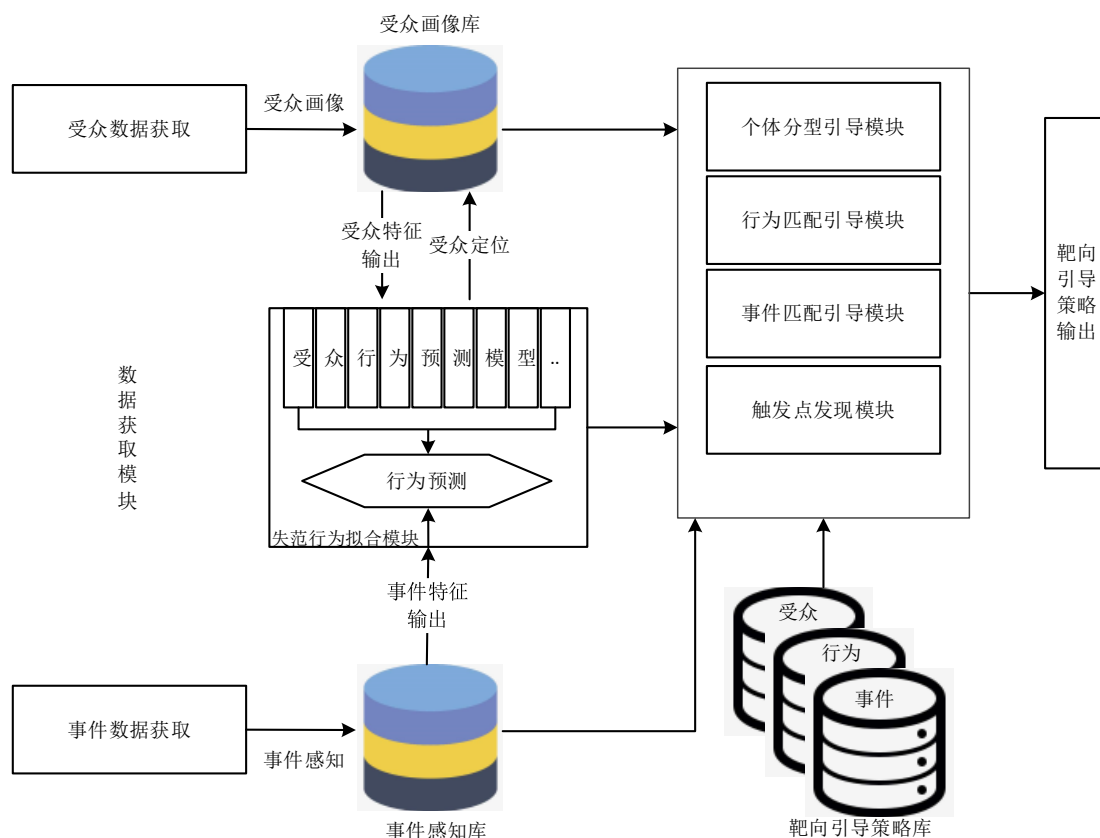 受众画像库
受众数据获取
受众画像
个体分型引导模块
行为匹配引导模块
事件匹配引导模块
触发点发现模块
靶向
引导
策略
输出
受众特征
输出
受众定位
数
据
获
取
模
块
受众行为预测模型..
行为预测
失范行为拟合模块
事件特征
输出
事件数据获取
事件感知
事件感知库
受众
行为
事件
靶向引导策略库